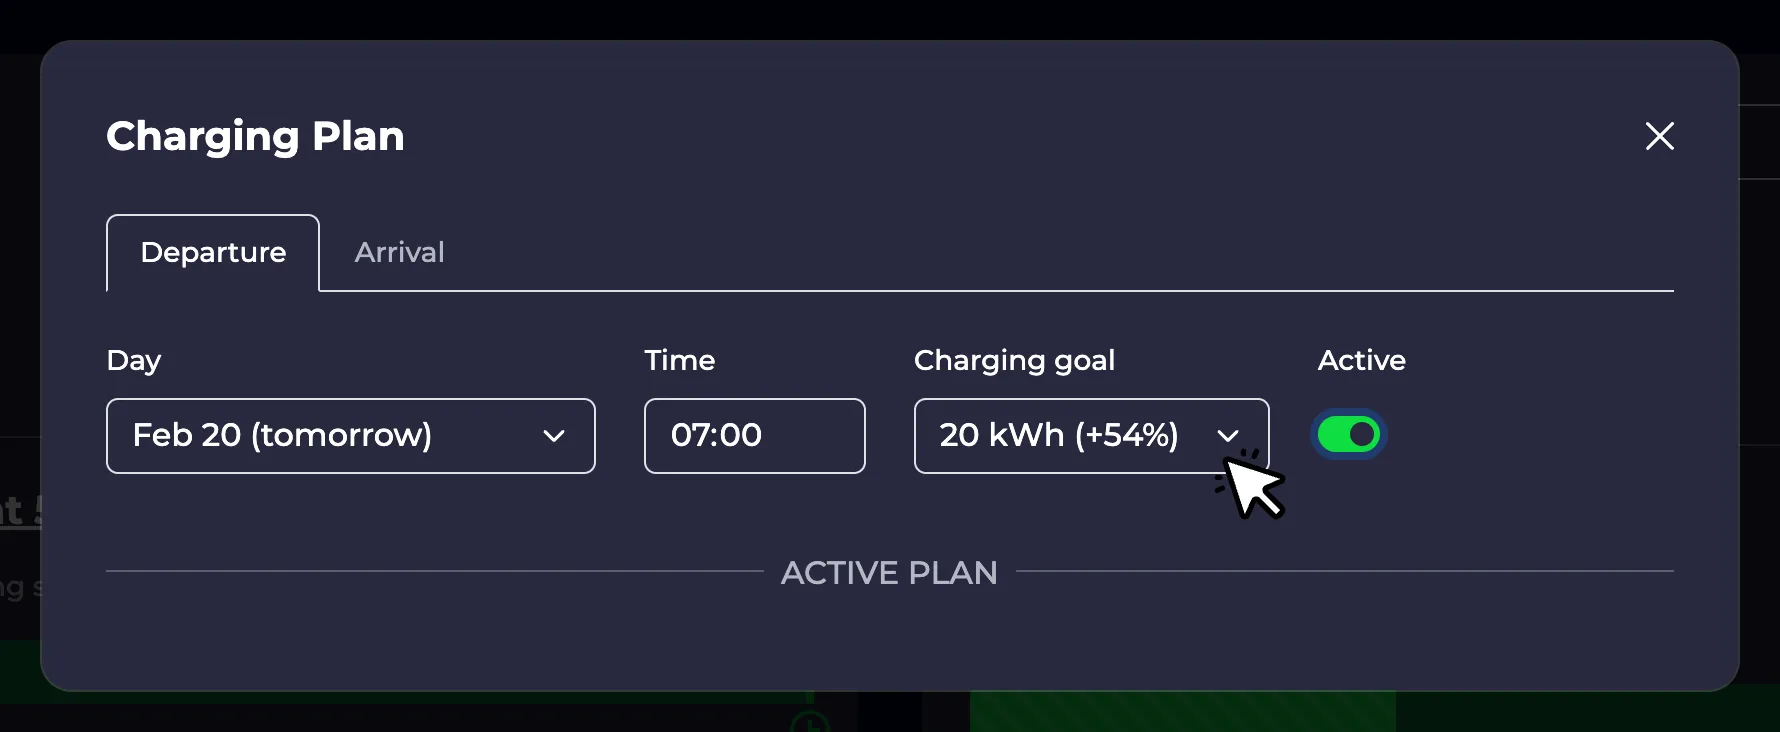 Charging Plan
Departure
Arrival
Day
Time
Charging goal
Active
Feb 20 (tomorrow)
07:00
20 kWh (+54%)
ACTIVE PLAN